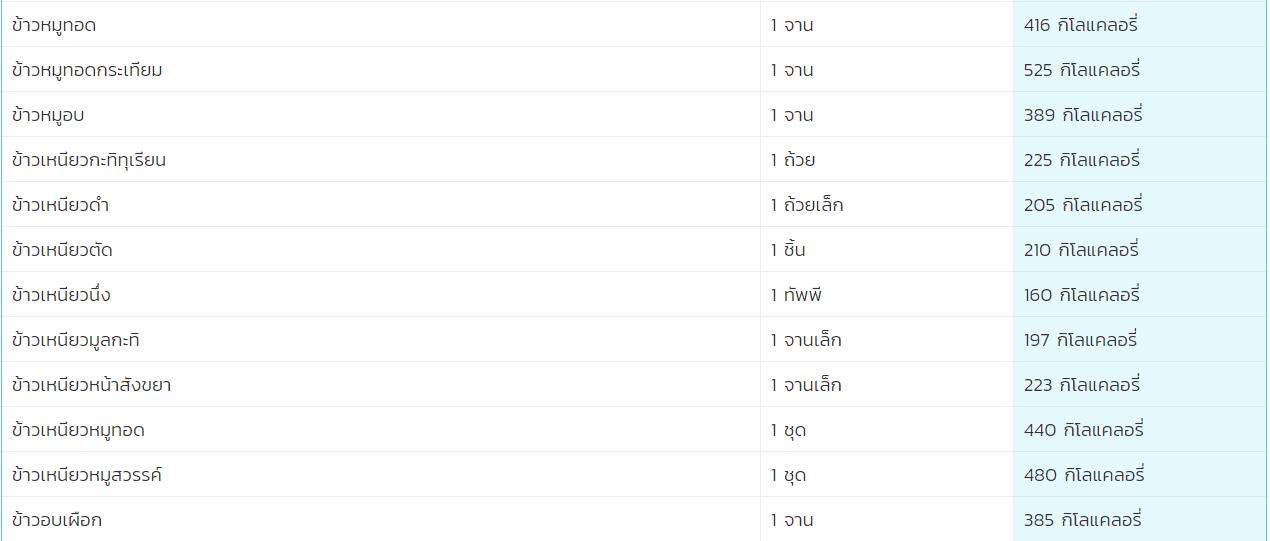 ข้าวหมูทอด 1 จาน 416 กิโลแคลอรี่
ข้าวหมูทอดกระเทียม 1 จาน 525 กิโลแคลอรี่
ข้าวหมูอบ 1 จาน 389 กิโลแคลอรี่
ข้าวเหนียวกะทิทุเรียน 1 ถ้วย 225 กิโลแคลอรี่
ข้าวเหนียวดำ 1 ถ้วยเล็ก 205 กิโลแคลอรี่
ข้าวเหนียวตัด 1 ชิ้น 210 กิโลแคลอรี่
ข้าวเหนียวนึ่ง 1 ทัพพี 160 กิโลแคลอรี่
ข้าวเหนียวมูลกะทิ 1 จานเล็ก 197 กิโลแคลอรี่
ข้าวเหนียวหน้าสังขยา 1 จานเล็ก 223 กิโลแคลอรี่
ข้าวเหนียวหมูทอด 1 ชุด 440 กิโลแคลอรี่
ข้าวเหนียวหมูสวรรค์ 1 ชุด 480 กิโลแคลอรี่
ข้าวอบเผือก 1 จาน 385 กิโลแคลอรี่